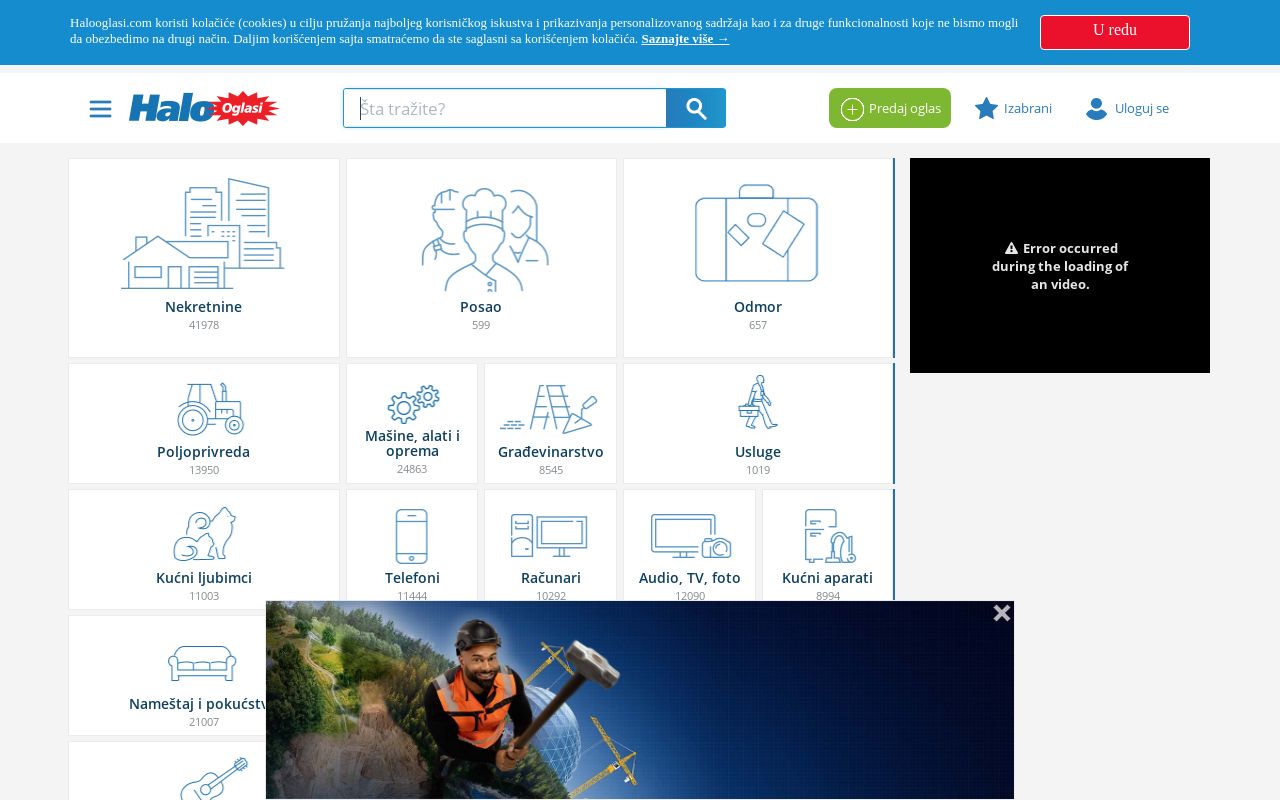 Halooglasi.com koristi kolačiće (cookies) u cilju pružanja najboljeg korisničkog iskustva i prikazivanja personalizovanog sadržaja kao i za druge funkcionalnosti koje ne bismo mogli
da obezbedimo na drugi način. Daljim korišćenjem sajta smatraćemo da ste saglasni sa korišćenjem kolačića. Saznajte više →
U redu
Halo Oglasi
Šta tražite?
Predaj oglas
Izabrani
Uloguj se
Nekretnine
41978
Posao
599
Odmor
657
Error occurred
during the loading of
an video.
Poljoprivreda
13950
Mašine, alati i
oprema
24863
Građevinarstvo
8545
Usluge
1019
Kućni ljubimci
11003
Telefoni
11444
Računari
10292
Audio, TV, foto
12090
Kućni aparati
8994
Nameštaj i pokućstv
21007